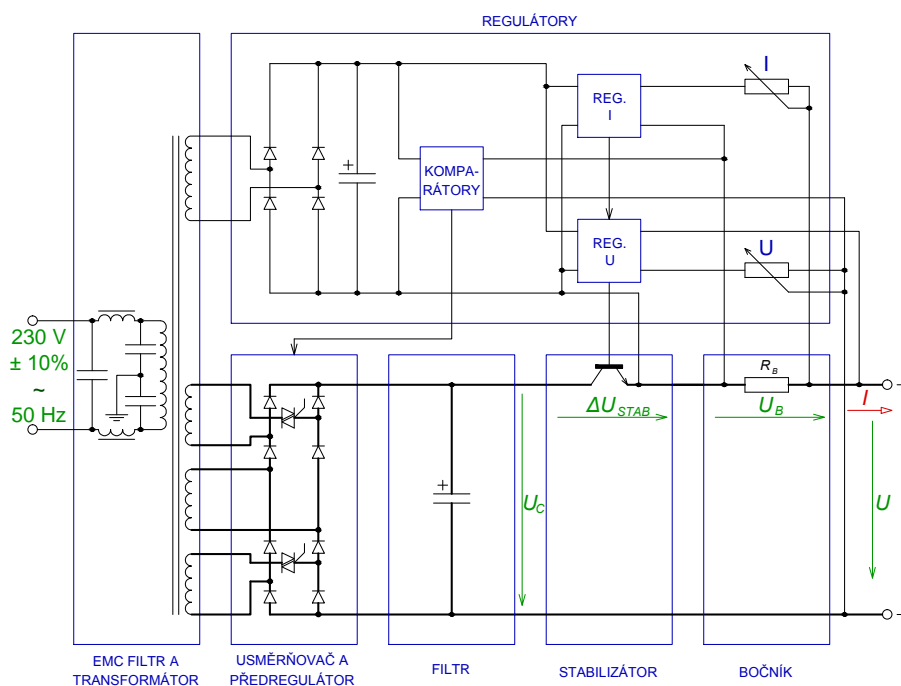 REGULÁTORY
I
REG.
I
KOMPA-
RÁTORY
REG.
U
U
230 V
± 10%
~
50 Hz
R_B
ΔU_STAB
U_B
I
U_C
U
+
+
EMC FILTR A
TRANSFORMÁTOR
USMĚRŇOVAČ A
PŘEDREGULÁTOR
FILTR
STABILIZÁTOR
BOČNÍK